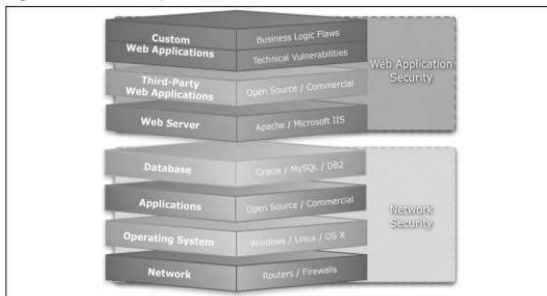 Custom
Web Applications
Business Logic Flaws
Technical Vulnerabilities
Third-Party
Web Applications
Open Source / Commercial
Web Server
Apache / Microsoft IIS
Web Application
Security
Database
Oracle / MySQL / DB2
Applications
Open Source / Commercial
Operating System
Windows / Linux / OS X
Network
Routers / Firewalls
Network
Security